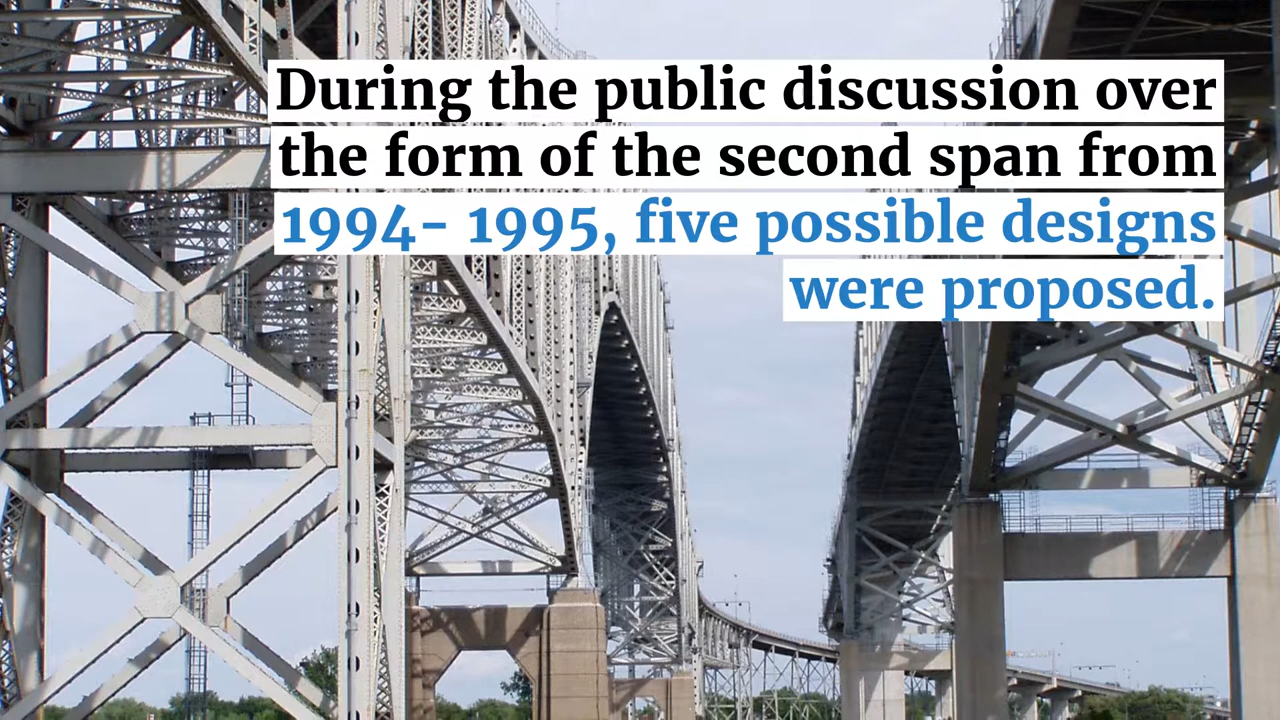 During the public discussion over
the form of the second span from
1994- 1995, five possible designs
were proposed.